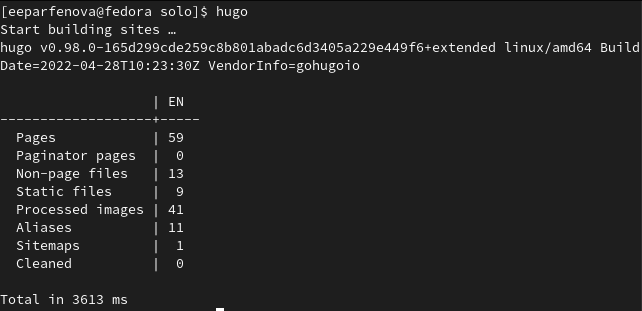 [eeparfenova@fedora solo]$ hugo
Start building sites …
hugo v0.98.0-165d299cde259c8b801abadc6d3405a229e449f6+extended linux/amd64 Build
Date=2022-04-28T10:23:30Z VendorInfo=gohugoio
                   | EN
-------------------+-----
  Pages            | 59
  Paginator pages  |  0
  Non-page files   | 13
  Static files     |  9
  Processed images | 41
  Aliases          | 11
  Sitemaps         |  1
  Cleaned          |  0
Total in 3613 ms